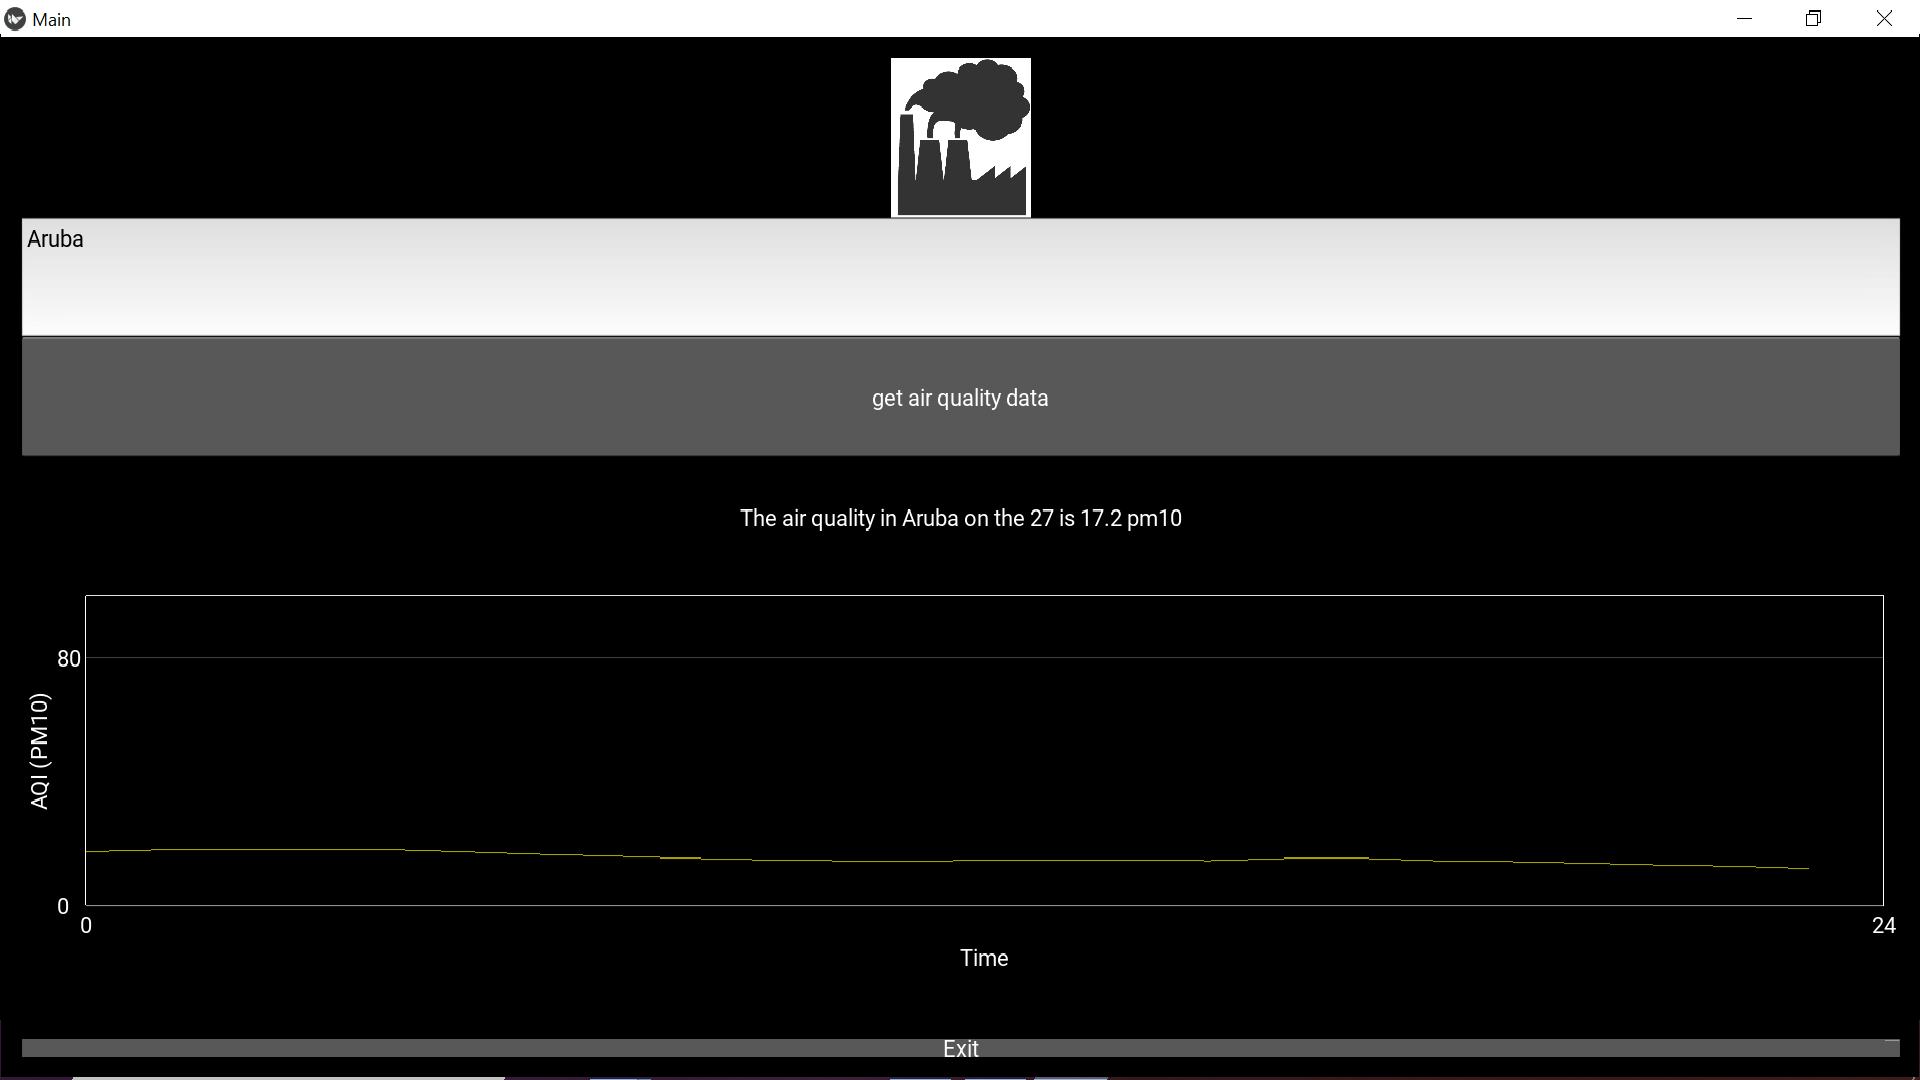 Main
Aruba
get air quality data
The air quality in Aruba on the 27 is 17.2 pm10
80
AQI (PM10)
0
0
24
Time
Exit